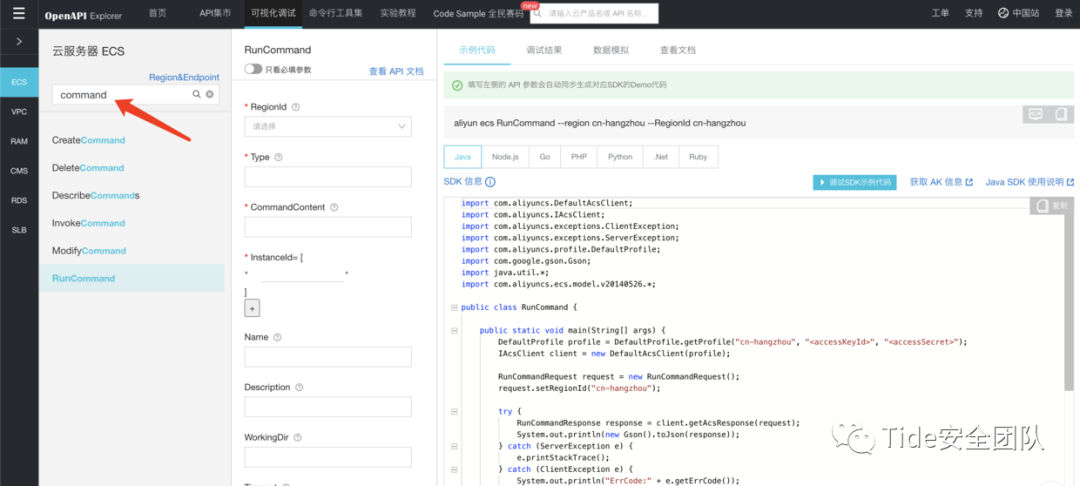 OpenAPI Explorer 首页 API集市 可视化调试 命令行工具集 实验教程 Code Sample 全民赛码 new 请输入云产品名或 API 名称. 工单 支持 中国站 登录
ECS
VPC
RAM
CMS
RDS
SLB
云服务器 ECS
Region&Endpoint
command
CreateCommand
DeleteCommand
DescribeCommands
InvokeCommand
ModifyCommand
RunCommand
RunCommand
只看必填参数 查看 API 文档
* RegionId
请选择
* Type
* CommandContent
* InstanceId= [
" "
]
+
Name
Description
WorkingDir
示例代码 调试结果 数据模拟 查看文档
填写左侧的 API 参数会自动同步生成对应SDK的Demo代码
aliyun ecs RunCommand --region cn-hangzhou --RegionId cn-hangzhou
Java Node.js Go PHP Python .Net Ruby
SDK 信息 调试SDK示例代码 获取 AK 信息 Java SDK 使用说明
复制
import com.aliyuncs.DefaultAcsClient;
import com.aliyuncs.IAcsClient;
import com.aliyuncs.exceptions.ClientException;
import com.aliyuncs.exceptions.ServerException;
import com.aliyuncs.profile.DefaultProfile;
import com.google.gson.Gson;
import java.util.*;
import com.aliyuncs.ecs.model.v20140526.*;
public class RunCommand {
public static void main(String[] args) {
DefaultProfile profile = DefaultProfile.getProfile("cn-hangzhou", "<accessKeyId>", "<accessSecret>");
IAcsClient client = new DefaultAcsClient(profile);
RunCommandRequest request = new RunCommandRequest();
request.setRegionId("cn-hangzhou");
try {
RunCommandResponse response = client.getAcsResponse(request);
System.out.println(new Gson().toJson(response));
} catch (ServerException e) {
e.printStackTrace();
} catch (ClientException e) {
System.out.println("ErrCode:" + e.getErrCode());
Tide安全团队